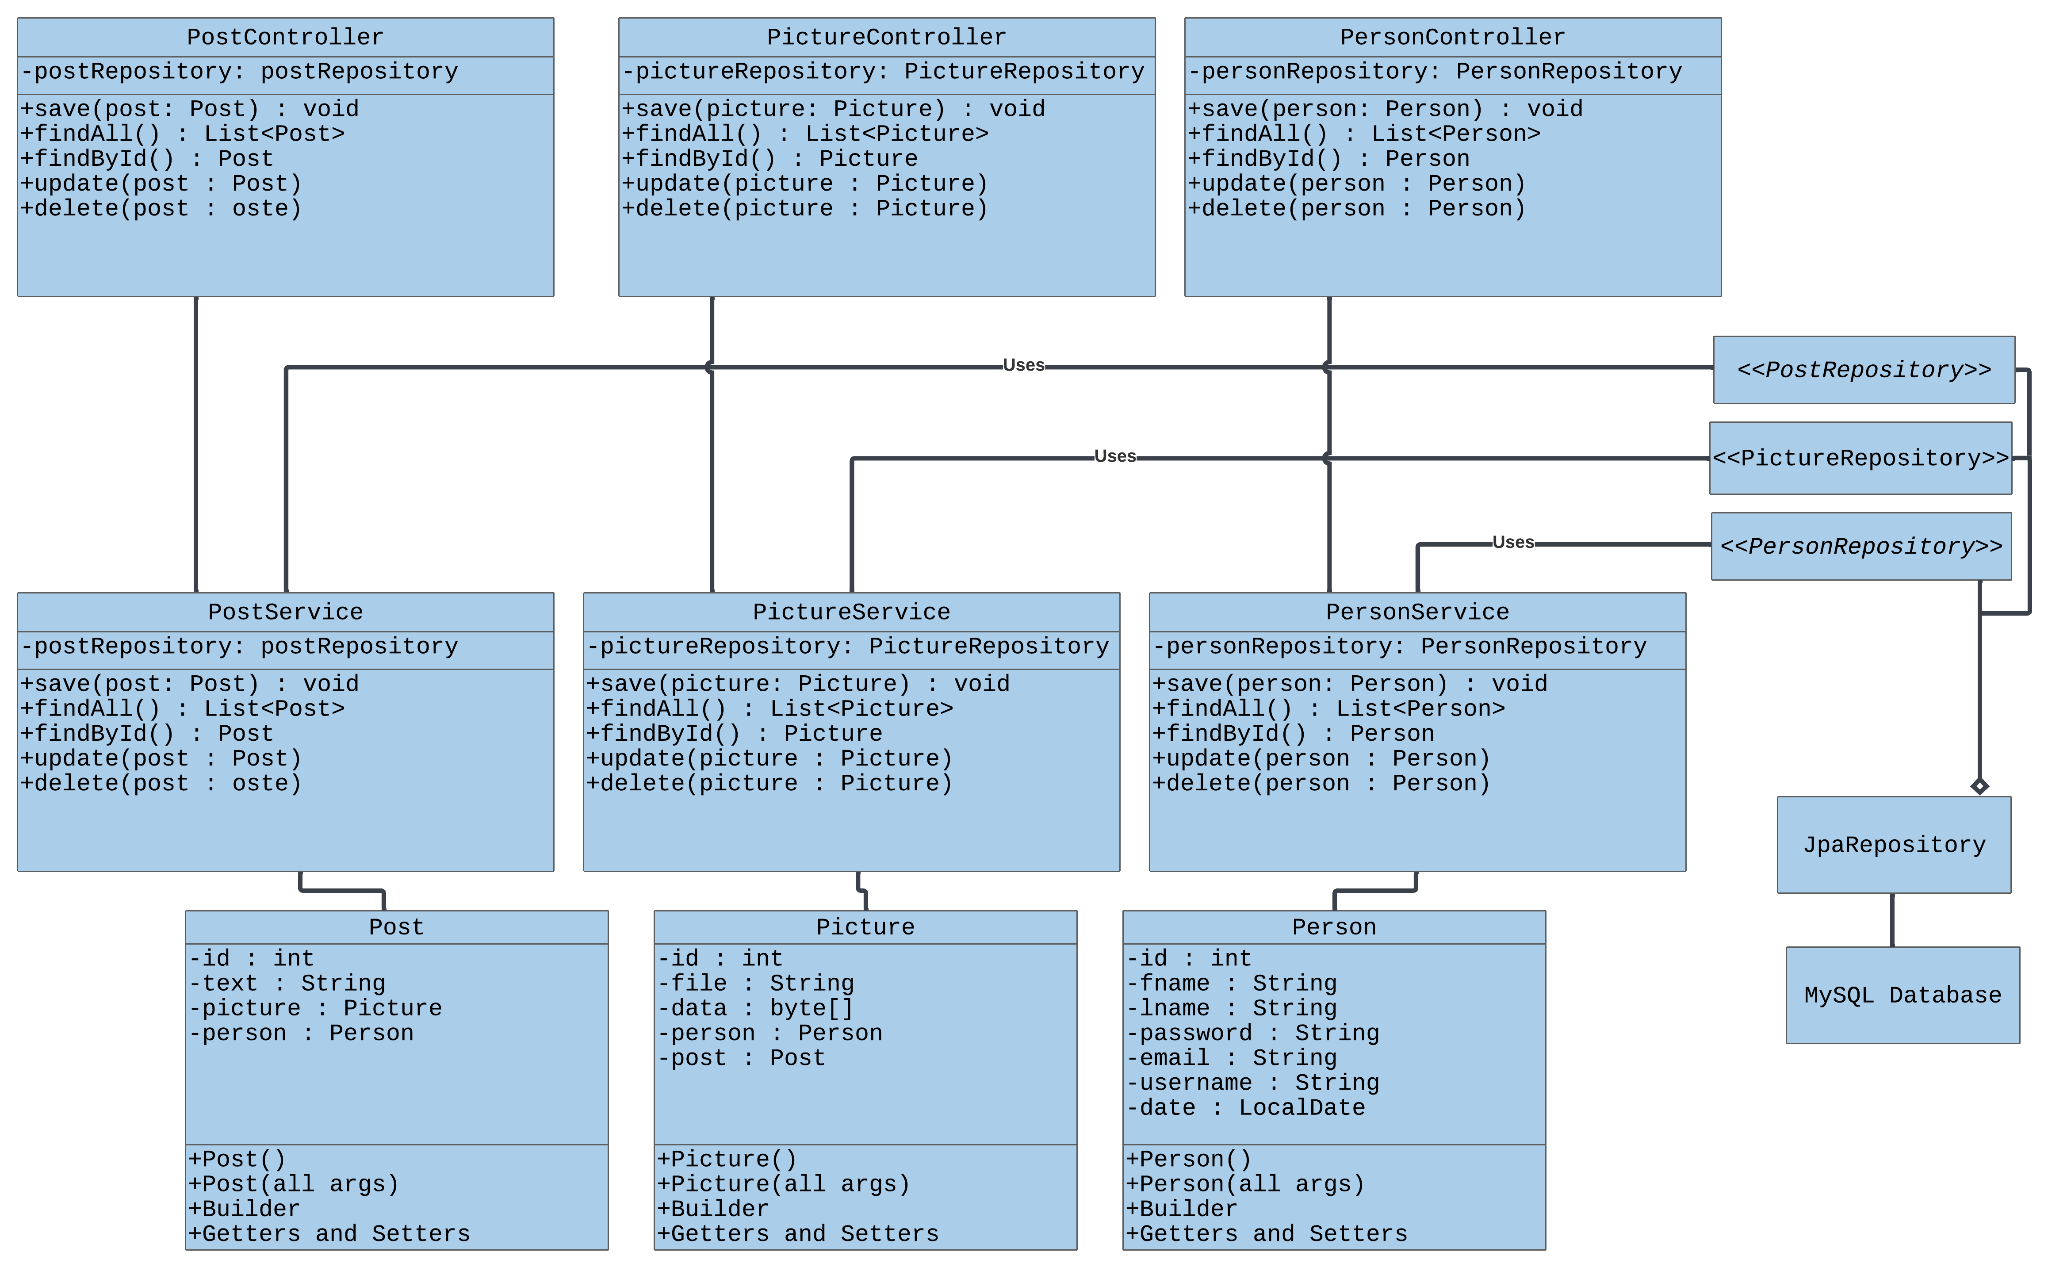 PostController
-postRepository: postRepository
+save(post: Post) : void
+findAll() : List<Post>
+findById() : Post
+update(post : Post)
+delete(post : oste)
PictureController
-pictureRepository: PictureRepository
+save(picture: Picture) : void
+findAll() : List<Picture>
+findById() : Picture
+update(picture : Picture)
+delete(picture : Picture)
PersonController
-personRepository: PersonRepository
+save(person: Person) : void
+findAll() : List<Person>
+findById() : Person
+update(person : Person)
+delete(person : Person)
Uses
<<PostRepository>>
Uses
<<PictureRepository>>
Uses
<<PersonRepository>>
PostService
-postRepository: postRepository
+save(post: Post) : void
+findAll() : List<Post>
+findById() : Post
+update(post : Post)
+delete(post : oste)
PictureService
-pictureRepository: PictureRepository
+save(picture: Picture) : void
+findAll() : List<Picture>
+findById() : Picture
+update(picture : Picture)
+delete(picture : Picture)
PersonService
-personRepository: PersonRepository
+save(person: Person) : void
+findAll() : List<Person>
+findById() : Person
+update(person : Person)
+delete(person : Person)
JpaRepository
MySQL Database
Post
-id : int
-text : String
-picture : Picture
-person : Person
+Post()
+Post(all args)
+Builder
+Getters and Setters
Picture
-id : int
-file : String
-data : byte[]
-person : Person
-post : Post
+Picture()
+Picture(all args)
+Builder
+Getters and Setters
Person
-id : int
-fname : String
-lname : String
-password : String
-email : String
-username : String
-date : LocalDate
+Person()
+Person(all args)
+Builder
+Getters and Setters